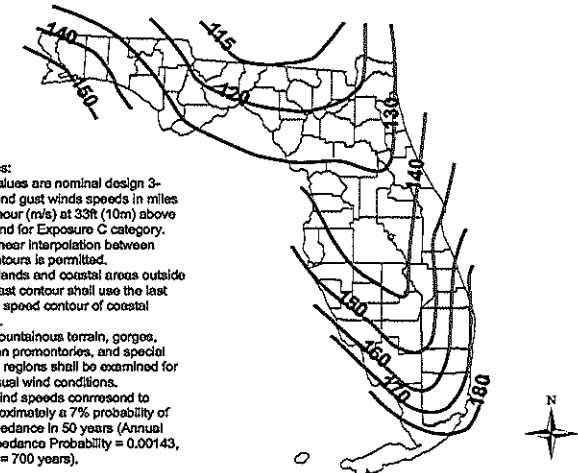 115
140
150
120
130
140
es:
alues are nominal design 3-
nd gust winds speeds in miles
hour (m/s) at 33ft (10m) above
nd for Exposure C category.
near interpolation between
tours is permitted.
lands and coastal areas outside
ast contour shall use the last
speed contour of coastal
ountainous terrain, gorges,
n promontories, and special
regions shall be examined for
sual wind conditions.
ind speeds conrresond to
oximately a 7% probability of
edance in 50 years (Annual
edance Probability = 0.00143,
= 700 years).
150
160
170
180
N